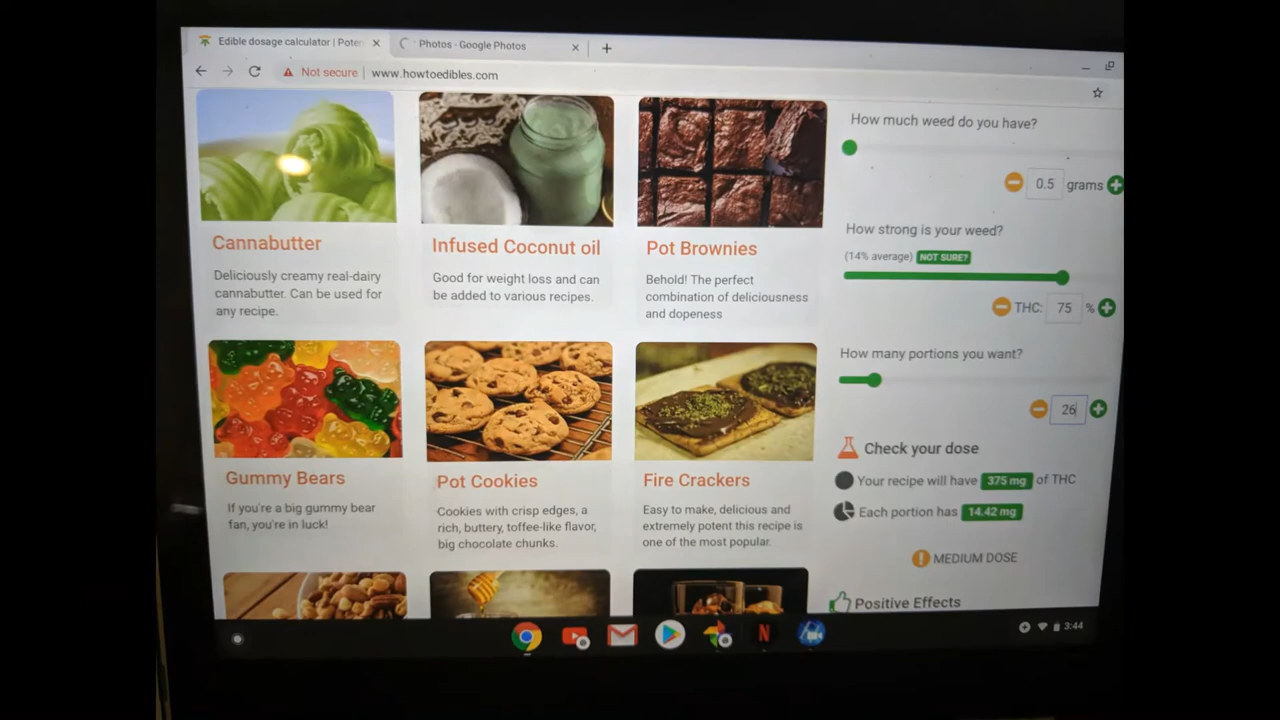 Edible dosage calculator | Poten
Photos - Google Photos
Not secure | www.howtoedibles.com
Cannabutter
Deliciously creamy real-dairy
cannabutter. Can be used for
any recipe.
Infused Coconut oil
Good for weight loss and can
be added to various recipes.
Pot Brownies
Behold! The perfect
combination of deliciousness
and dopeness
Gummy Bears
If you're a big gummy bear
fan, you're in luck!
Pot Cookies
Cookies with crisp edges, a
rich, buttery, toffee-like flavor,
big chocolate chunks.
Fire Crackers
Easy to make, delicious and
extremely potent this recipe is
one of the most popular.
How much weed do you have?
0.5 grams
How strong is your weed?
(14% average) NOT SURE?
THC: 75 %
How many portions you want?
26
Check your dose
Your recipe will have 375 mg of THC
Each portion has 14.42 mg
MEDIUM DOSE
Positive Effects
N
3:44